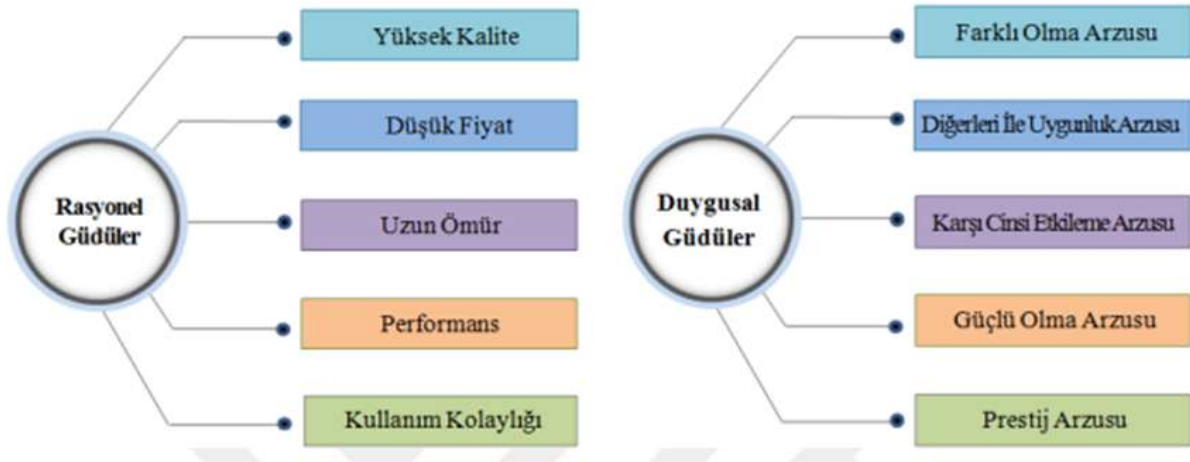 Rasyonel
Güdüler
Yüksek Kalite
Düşük Fiyat
Uzun Ömür
Performans
Kullanım Kolaylığı
Duygusal
Güdüler
Farklı Olma Arzusu
Diğerleri İle Uygunluk Arzusu
Karşı Cinsi Etkileme Arzusu
Güçlü Olma Arzusu
Prestij Arzusu